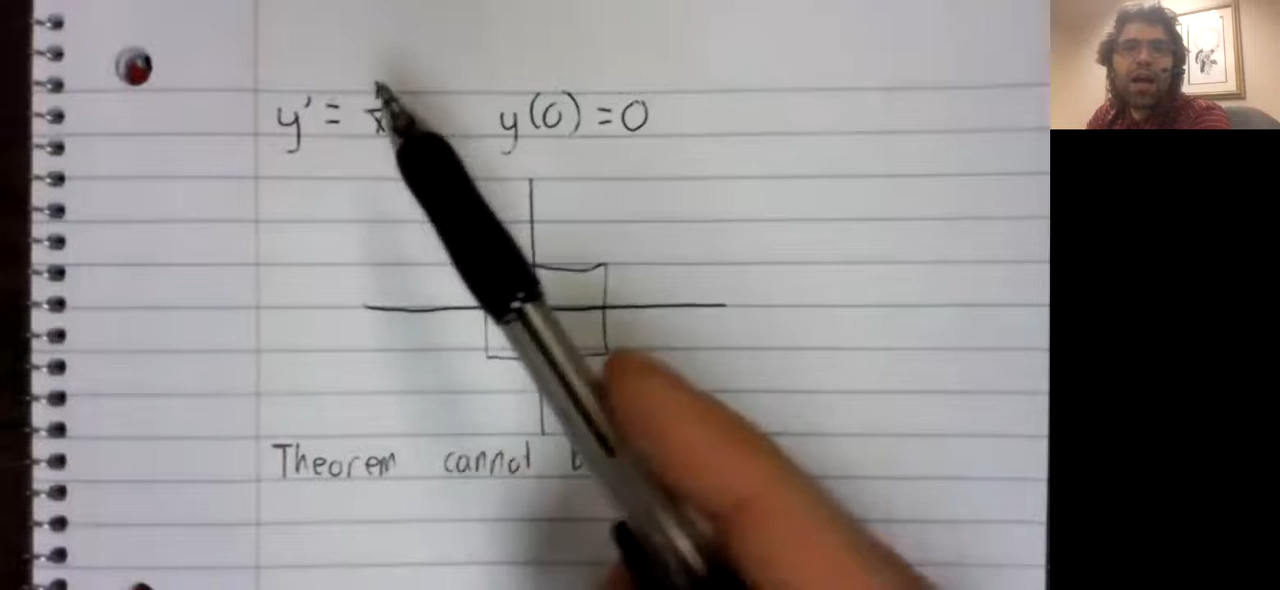 y' = x y(0) = 0
Theorem cannot b